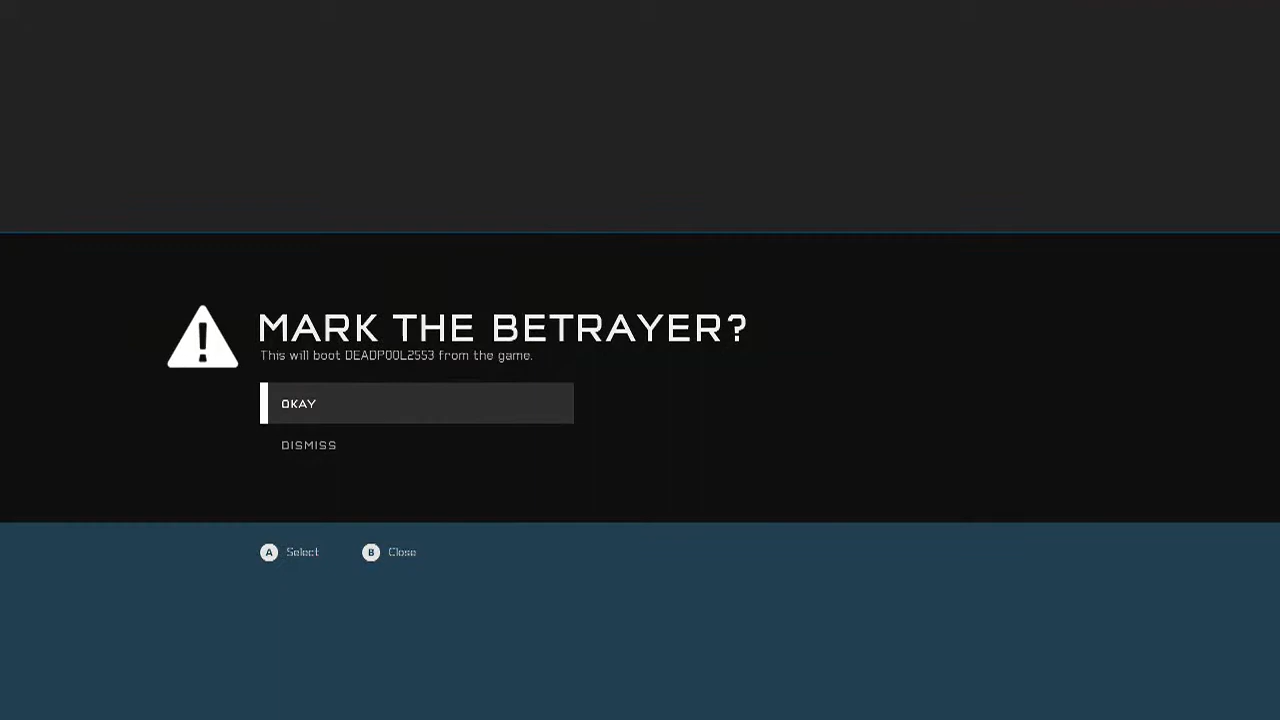 MARK THE BETRAYER?
This will boot DEADPOOL2553 from the game.
OKAY
DISMISS
A Select B Close